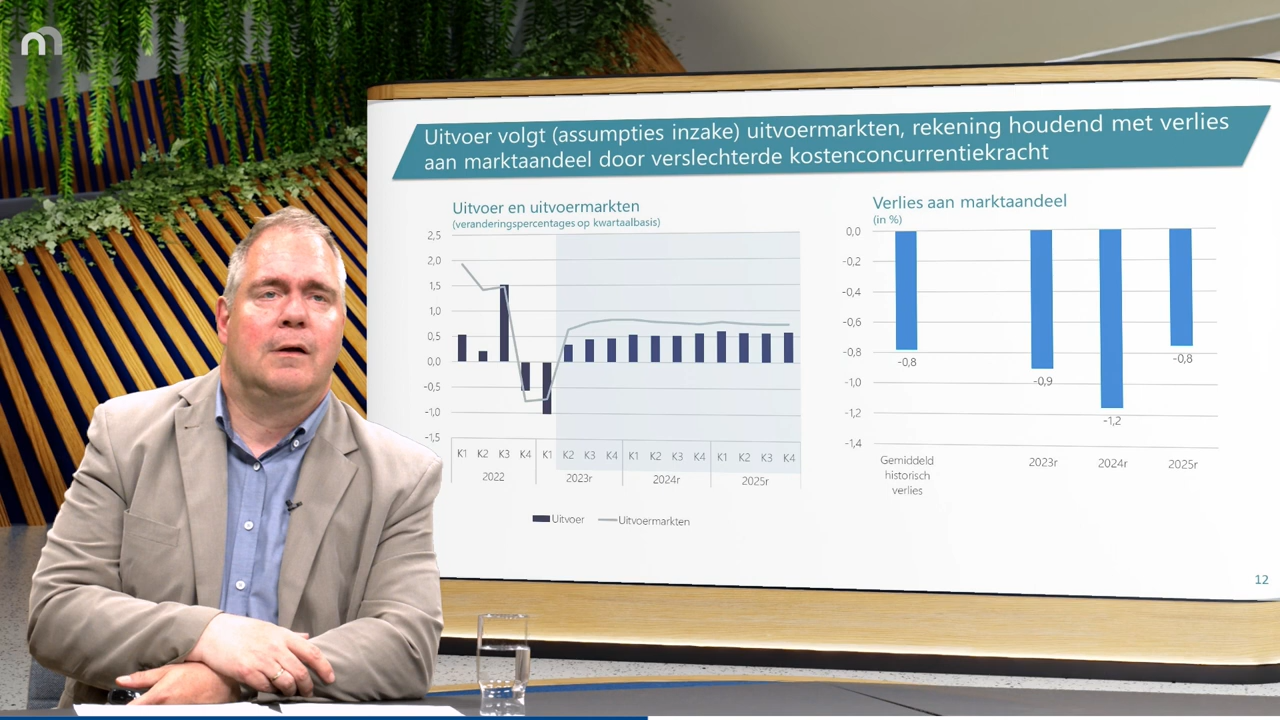 Uitvoer volgt (assumpties inzake) uitvoermarkten, rekening houdend met verlies
aan marktaandeel door verslechterde kostenconcurrentiekracht
Uitvoer en uitvoermarkten
(veranderingspercentages op kwartaalbasis)
2,5
2,0
1,5
1,0
0,5
0,0
-0,5
-1,0
-1,5
K1 K2 K3 K4 K1 K2 K3 K4 K1 K2 K3 K4 K1 K2 K3 K4
2022 2023r 2024r 2025r
Uitvoer Uitvoermarkten
Verlies aan marktaandeel
(in %)
0,0
-0,2
-0,4
-0,6
-0,8
-1,0
-1,2
-1,4
-0,8
-0,9
-1,2
-0,8
Gemiddeld
historisch
verlies
2023r 2024r 2025r
12